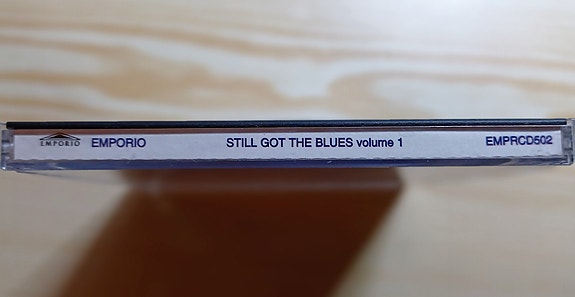 EMPORIO EMPORIO STILL GOT THE BLUES volume 1 EMPRCD502